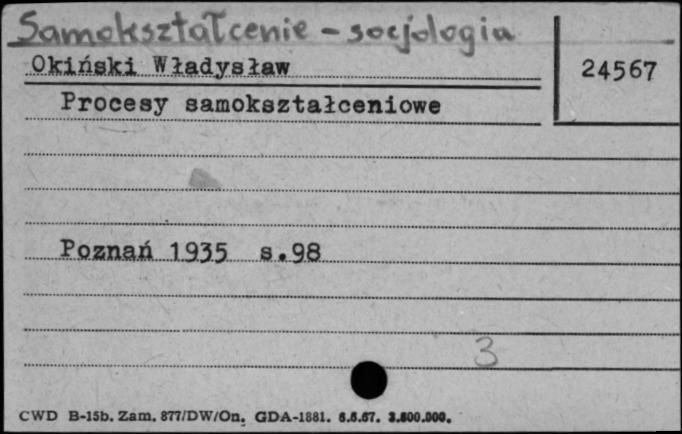 Samokształcenie - socjologia
Okiński Władysław
24567
Procesy samokształceniowe
Poznań 1935 s.98
3
CWD B-15b. Zam. 877/DW/On. GDA-1881. 6.6.67. 3.800.000.